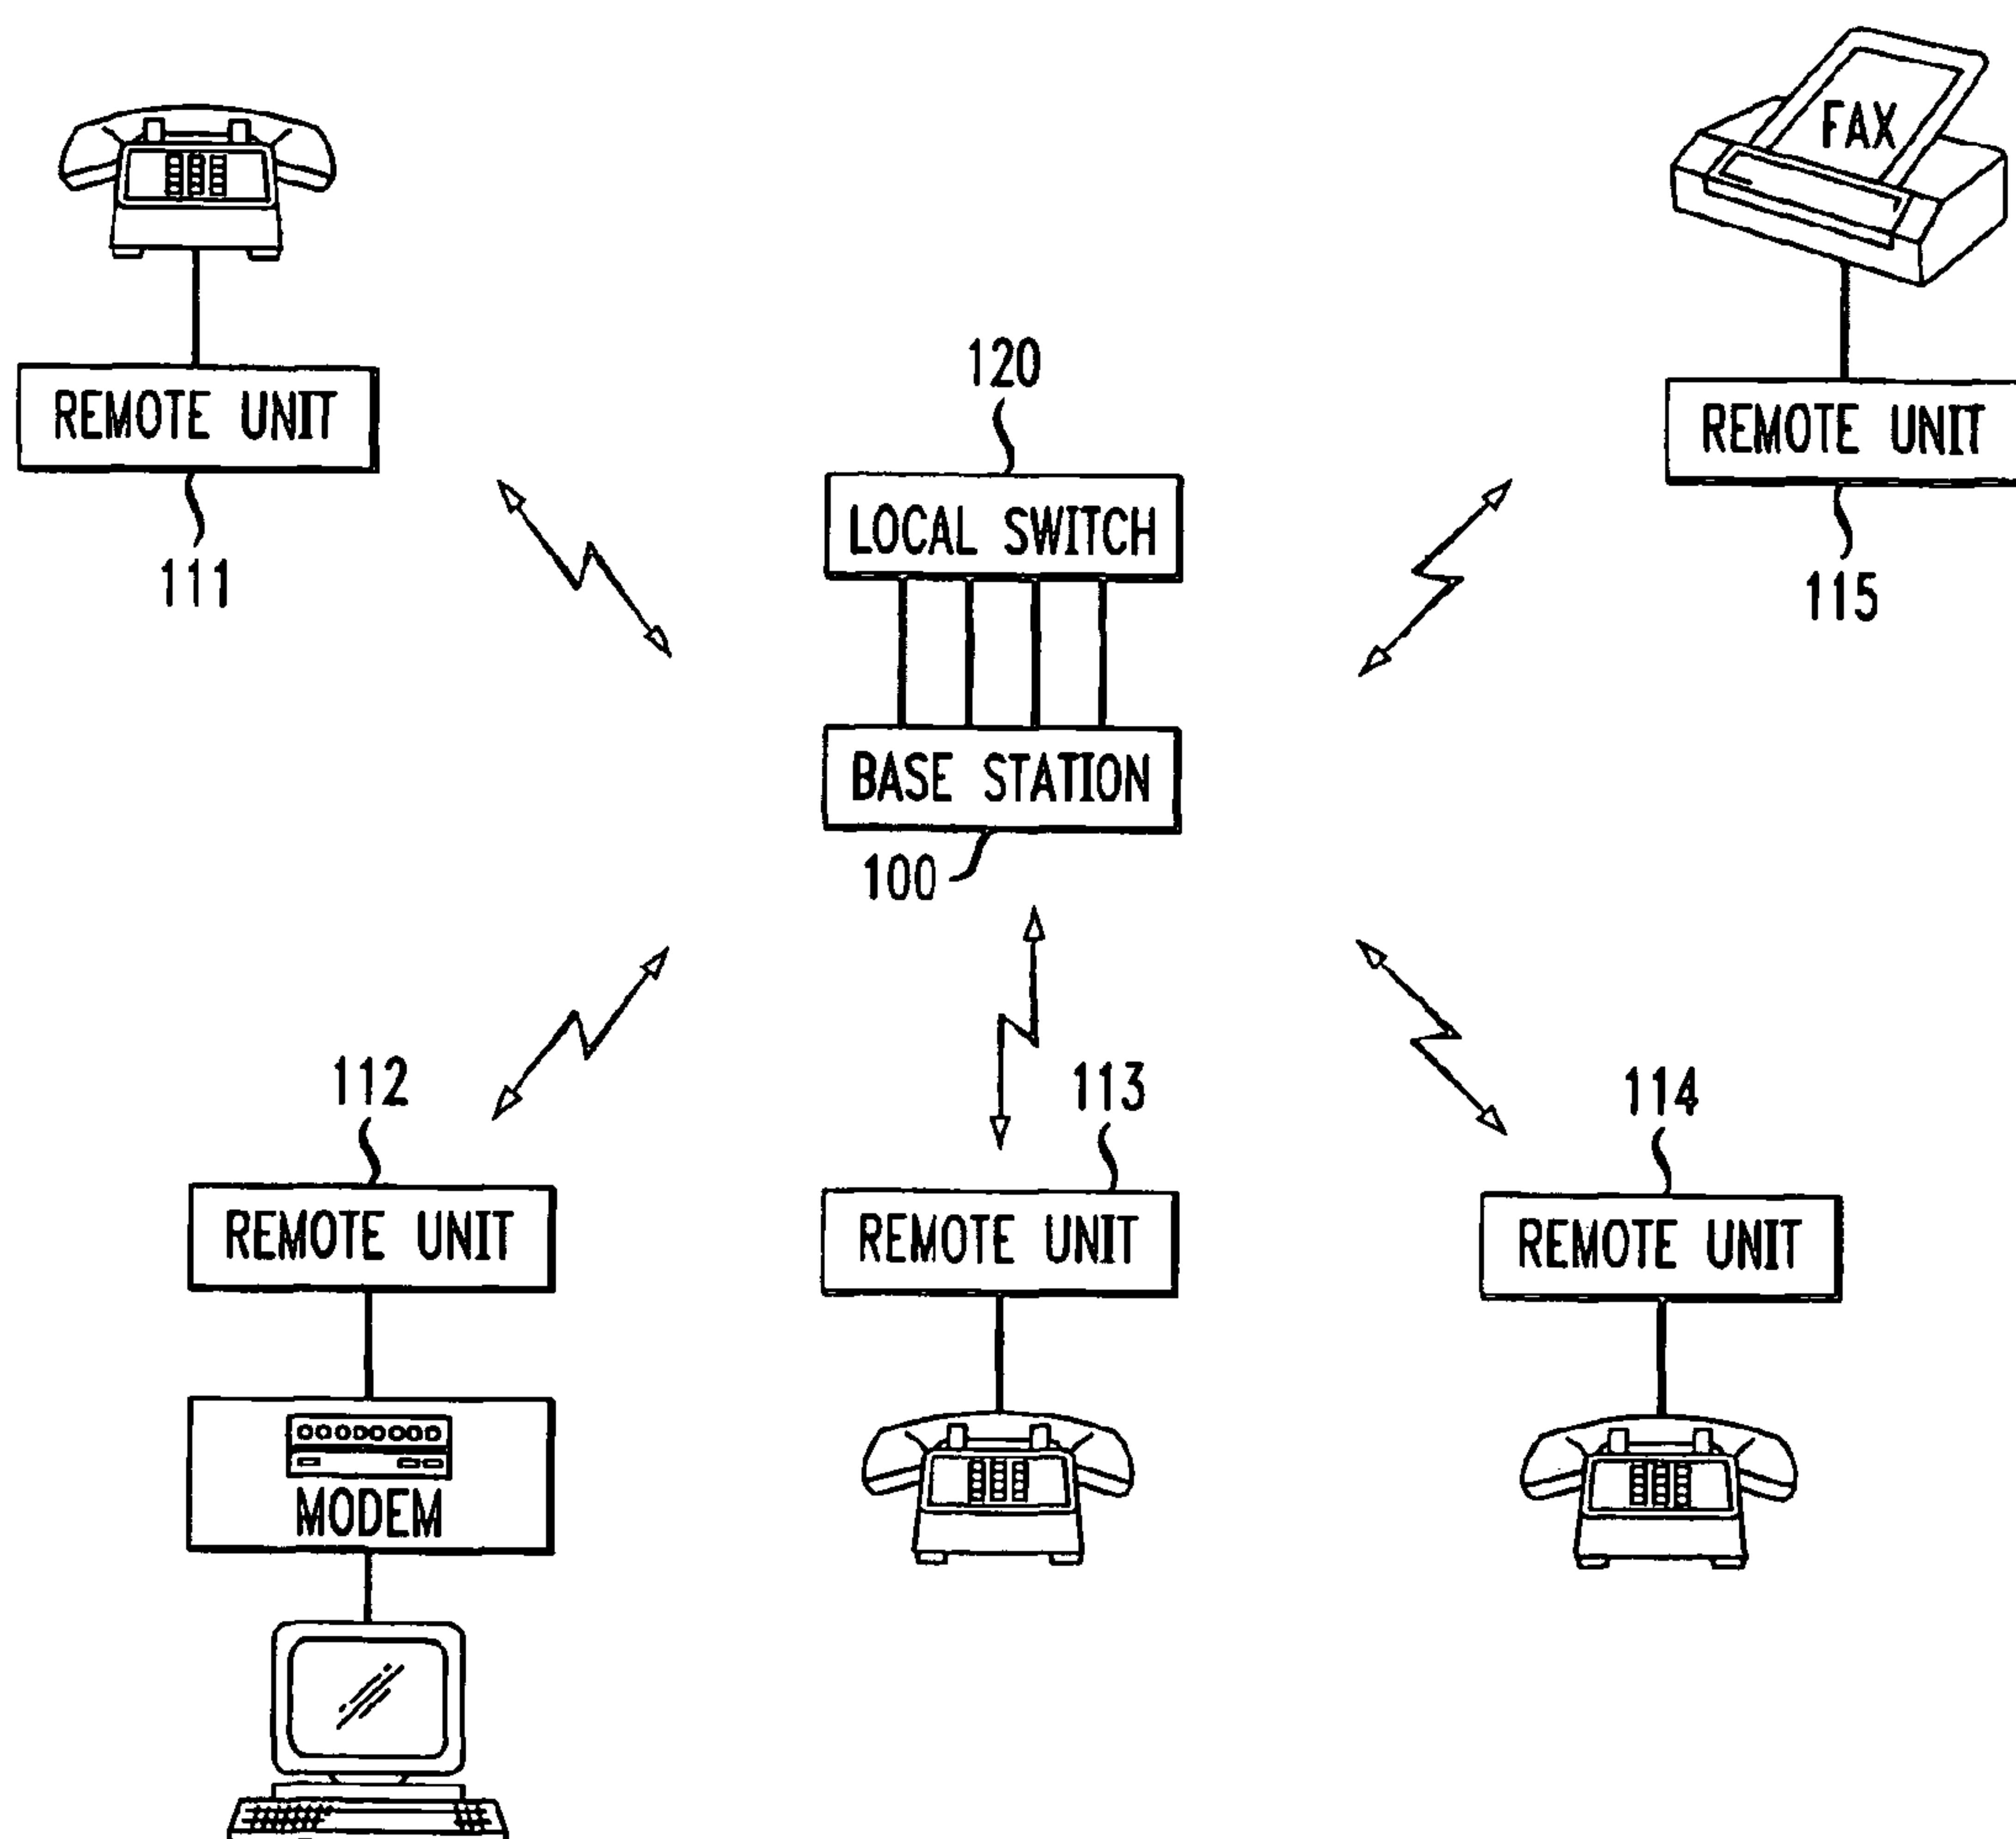 FAX
120
REMOTE UNIT
REMOTE UNIT
LOCAL SWITCH
111
115
BASE STATION
100
112
113
114
REMOTE UNIT
REMOTE UNIT
REMOTE UNIT
MODEM